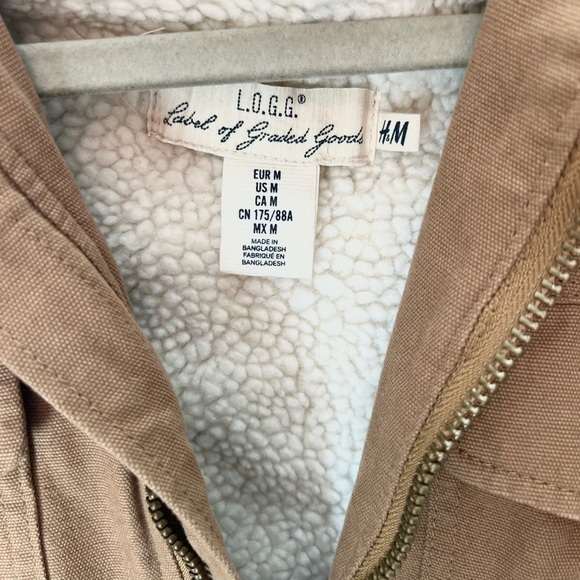 L.O.G.G.®
Label of Graded Goods
H&M
EUR M
US M
CA M
CN 175/88A
MX M
MADE IN
BANGLADESH
FABRIQUÉ EN
BANGLADESH